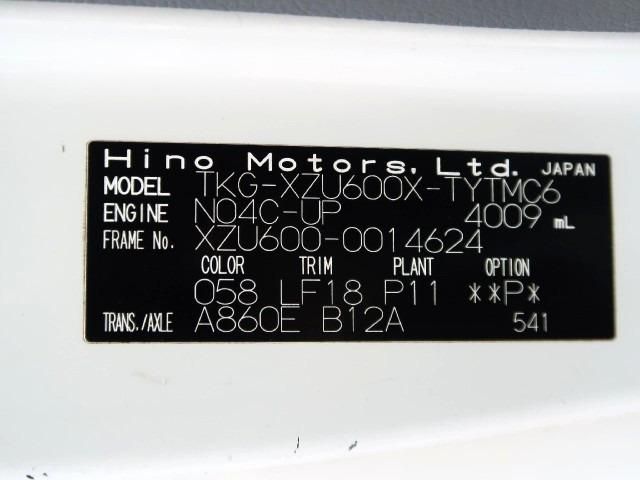 Hino Motors, Ltd. JAPAN
MODEL TKG-XZU600X-TYTMC6
ENGINE N04C-UP 4009 mL
FRAME No. XZU600-0014624
COLOR TRIM PLANT OPTION
058 LF18 P11 **P*
TRANS./AXLE A860E B12A 541